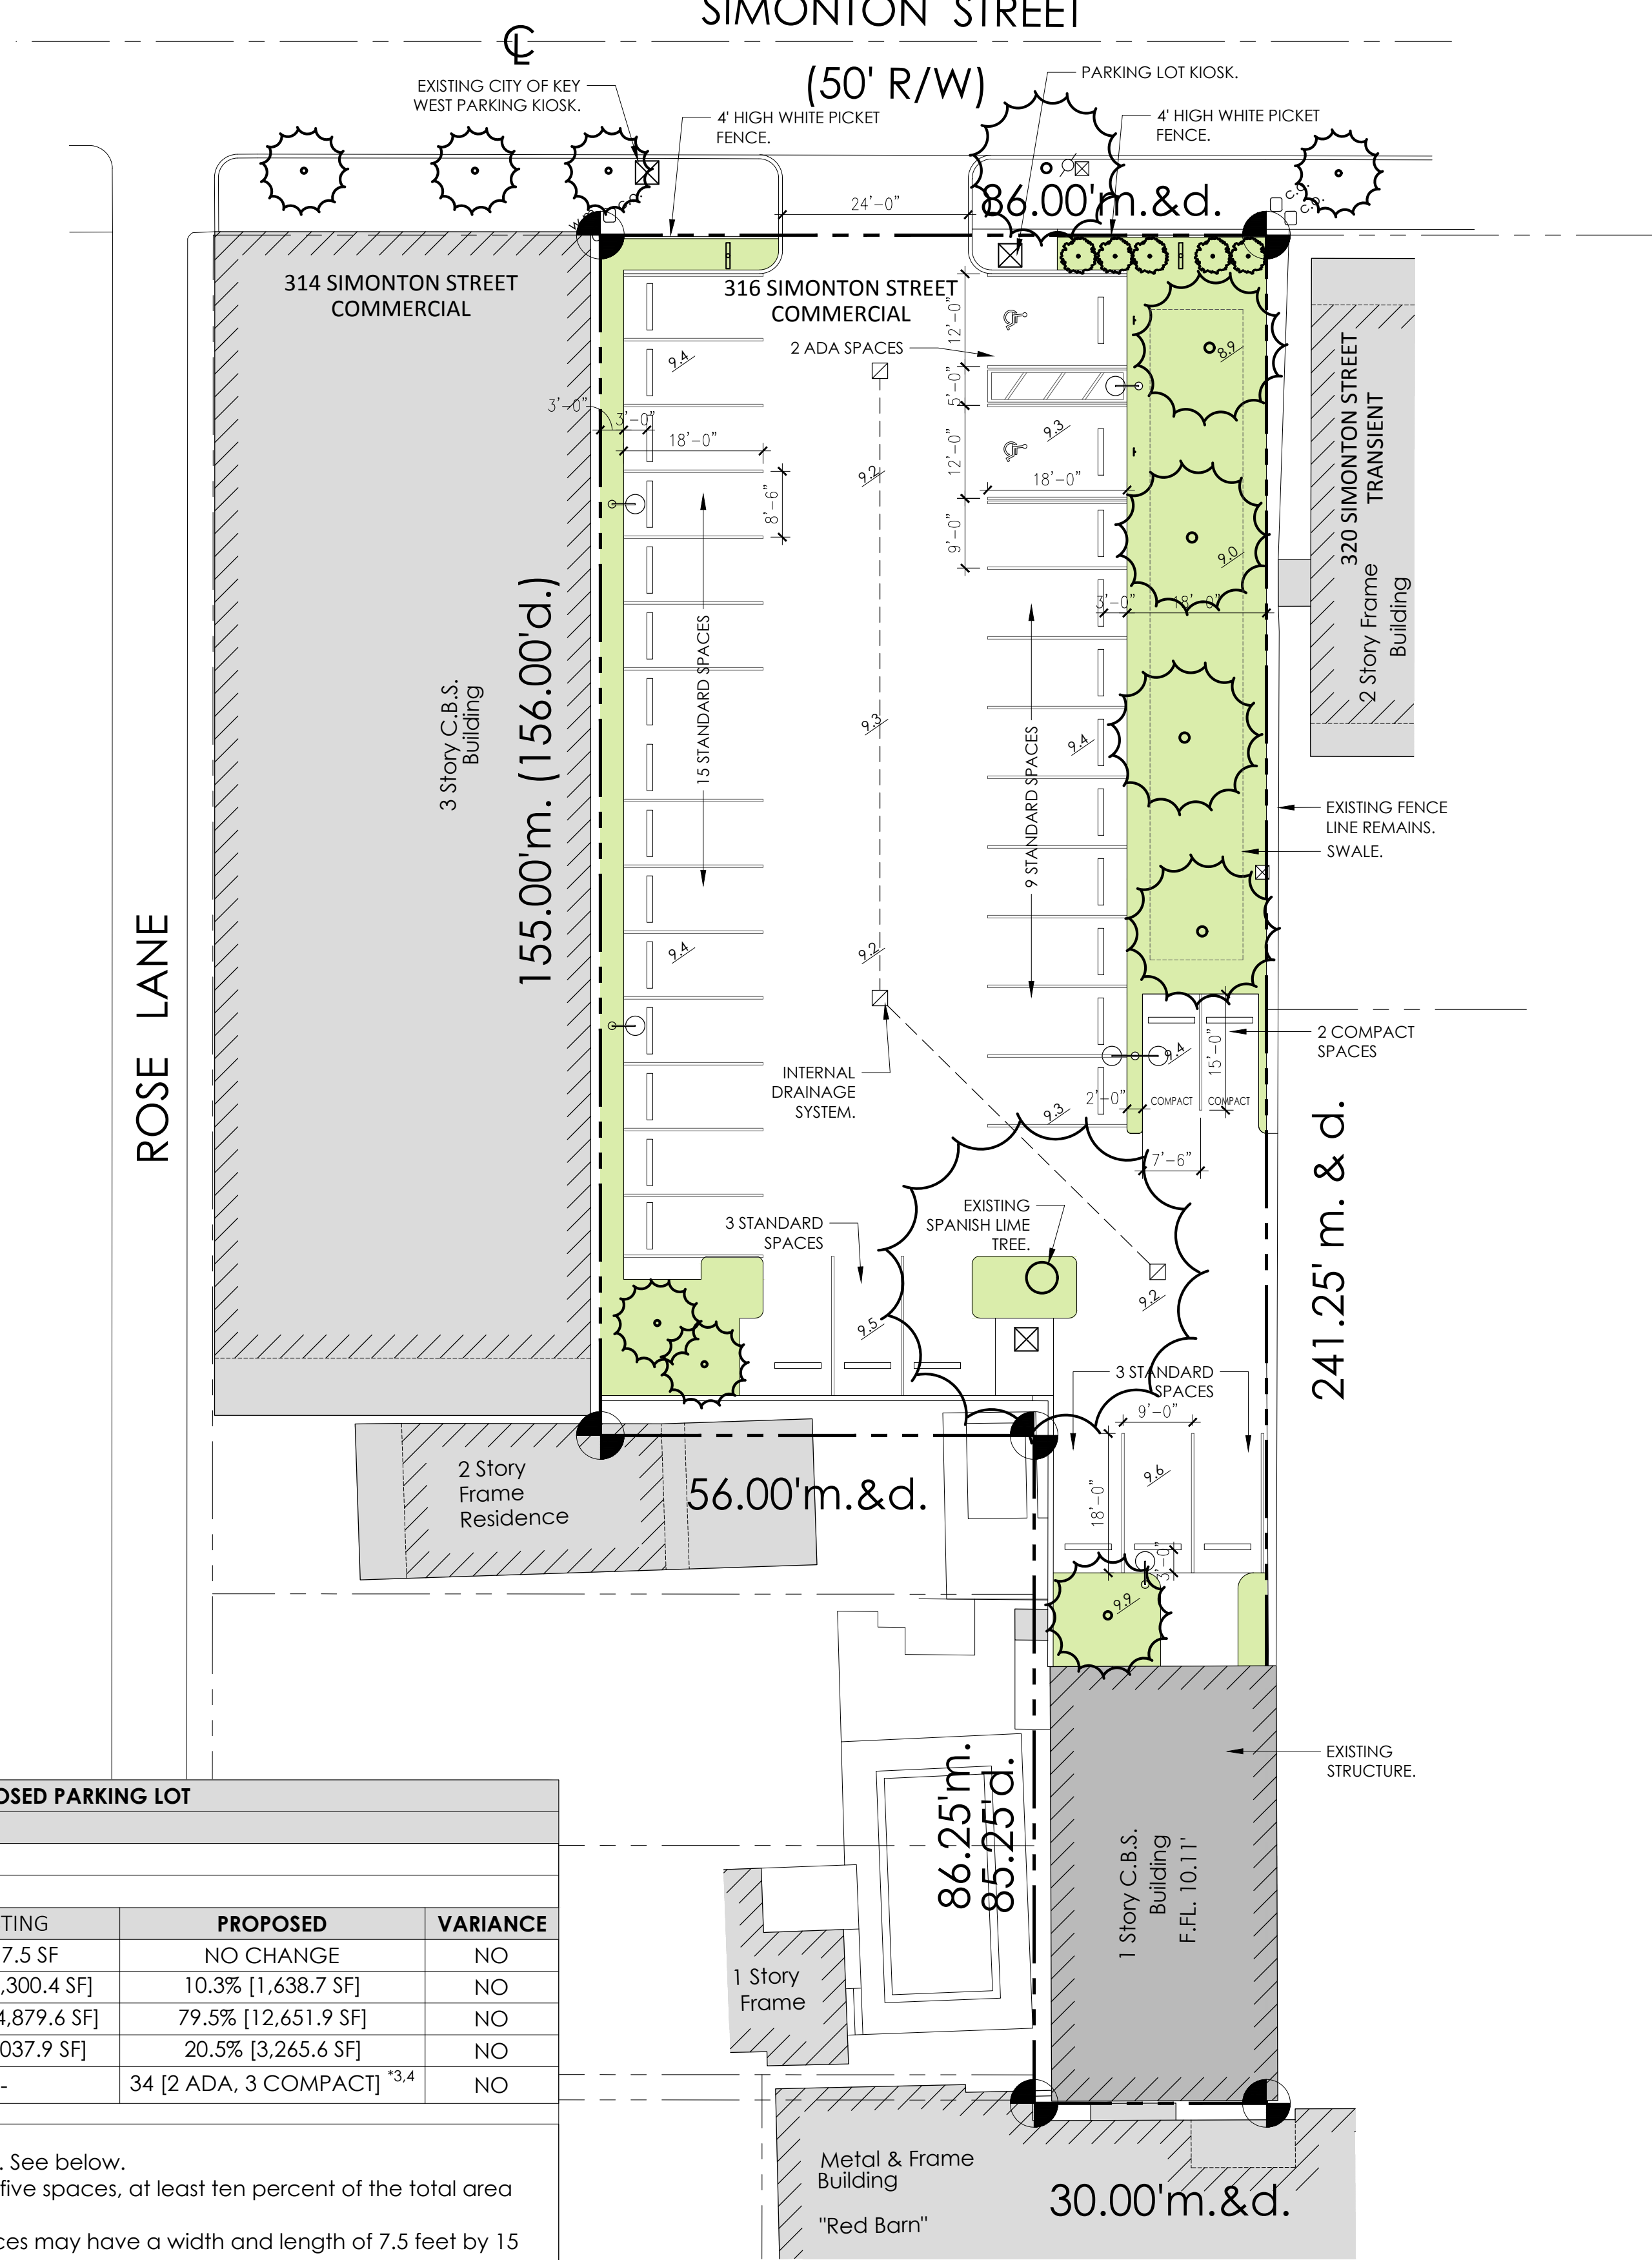 SIMONTON STREET
(50' R/W)
EXISTING CITY OF KEY
WEST PARKING KIOSK.
4' HIGH WHITE PICKET
FENCE.
PARKING LOT KIOSK.
4' HIGH WHITE PICKET
FENCE.
24'-0"
86.00'm.&d.
c.o.
c.o.
314 SIMONTON STREET
COMMERCIAL
316 SIMONTON STREET
COMMERCIAL
2 ADA SPACES
12'-0"
5'-0"
12'-0"
9'-0"
18'-0"
9.4
3'-0"
3'-0"
18'-0"
8'-6"
9.3
9.2
8.9
9.0
320 SIMONTON STREET
TRANSIENT
2 Story Frame
Building
3 Story C.B.S.
Building
155.00'm. (156.00'd.)
15 STANDARD SPACES
9.3
9 STANDARD SPACES
9.4
3'-0"
18'-0"
EXISTING FENCE
LINE REMAINS.
SWALE.
ROSE LANE
9.4
9.2
INTERNAL
DRAINAGE
SYSTEM.
2 COMPACT
SPACES
9.4
15'-0"
2'-0"
COMPACT
COMPACT
9.3
7'-6"
241.25' m. & d.
3 STANDARD
SPACES
EXISTING
SPANISH LIME
TREE.
9.5
9.2
3 STANDARD
SPACES
9'-0"
18'-0"
9.6
3'-0"
9.9
2 Story
Frame
Residence
56.00'm.&d.
EXISTING
STRUCTURE.
86.25'm.
85.25'd.
1 Story C.B.S.
Building
F.FL. 10.11'
1 Story
Frame
Metal & Frame
Building
"Red Barn"
30.00'm.&d.
OSED PARKING LOT
TING PROPOSED VARIANCE
7.5 SF NO CHANGE NO
,300.4 SF] 10.3% [1,638.7 SF] NO
4,879.6 SF] 79.5% [12,651.9 SF] NO
037.9 SF] 20.5% [3,265.6 SF] NO
- 34 [2 ADA, 3 COMPACT] *3,4 NO
. See below.
five spaces, at least ten percent of the total area
ces may have a width and length of 7.5 feet by 15